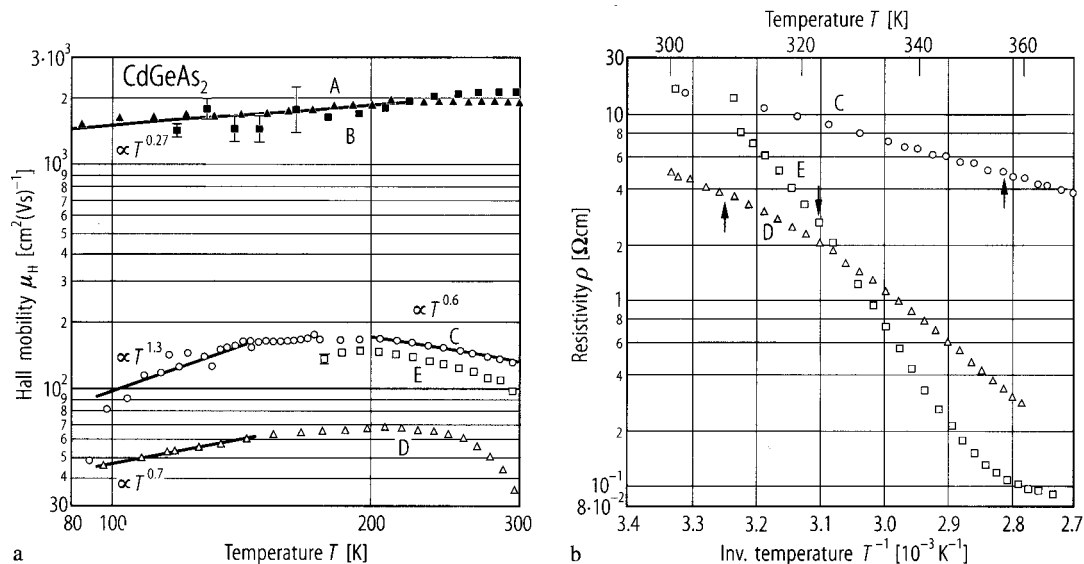 3·10³
CdGeAs₂
A
2
B
∝T^0.27
10³
9
8
7
6
5
4
3
∝T^0.6
2
C
∝T^1.3
E
10²
9
8
7
6
D
5
∝T^0.7
4
30
80
100
200
300
Hall mobility μ_H [cm²(Vs)⁻¹]
Temperature T [K]
a
Temperature T [K]
300
320
340
360
30
2
C
10
8
6
E
4
D
2
1
8
6
4
2
10⁻¹
8·10⁻²
3.4
3.3
3.2
3.1
3.0
2.9
2.8
2.7
Resistivity ρ [Ωcm]
Inv. temperature T⁻¹ [10⁻³ K⁻¹]
b